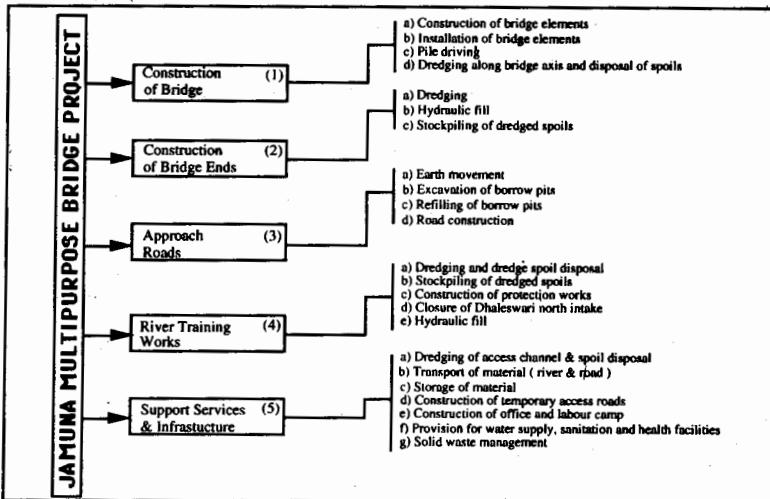 JAMUNA MULTIPURPOSE BRIDGE PROJECT
Construction (1)
of Bridge
a) Construction of bridge elements
b) Installation of bridge elements
c) Pile driving
d) Dredging along bridge axis and disposal of spoils
Construction (2)
of Bridge Ends
a) Dredging
b) Hydraulic fill
c) Stockpiling of dredged spoils
Approach (3)
Roads
a) Earth movement
b) Excavation of borrow pits
c) Refilling of borrow pits
d) Road construction
River Training (4)
Works
a) Dredging and dredge spoil disposal
b) Stockpiling of dredged spoils
c) Construction of protection works
d) Closure of Dhaleswari north intake
e) Hydraulic fill
Support Services (5)
& Infrastucture
a) Dredging of access channel & spoil disposal
b) Transport of material ( river & road )
c) Storage of material
d) Construction of temporary access roads
e) Construction of office and labour camp
f) Provision for water supply, sanitation and health facilities
g) Solid waste management